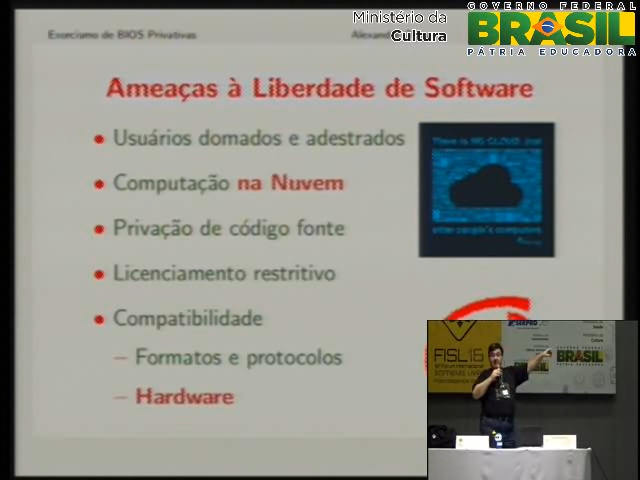 Exorcismo de BIOS Privativas
Ministério da
Cultura
GOVERNO FEDERAL
BRASIL
PÁTRIA EDUCADORA
Ameaças à Liberdade de Software
Usuários domados e adestrados
Computação na Nuvem
Privação de código fonte
Licenciamento restritivo
Compatibilidade
– Formatos e protocolos
– Hardware
There is NO CLOUD, just
other people's computers
SERPRO
FISL16
BRASIL
BRASIL